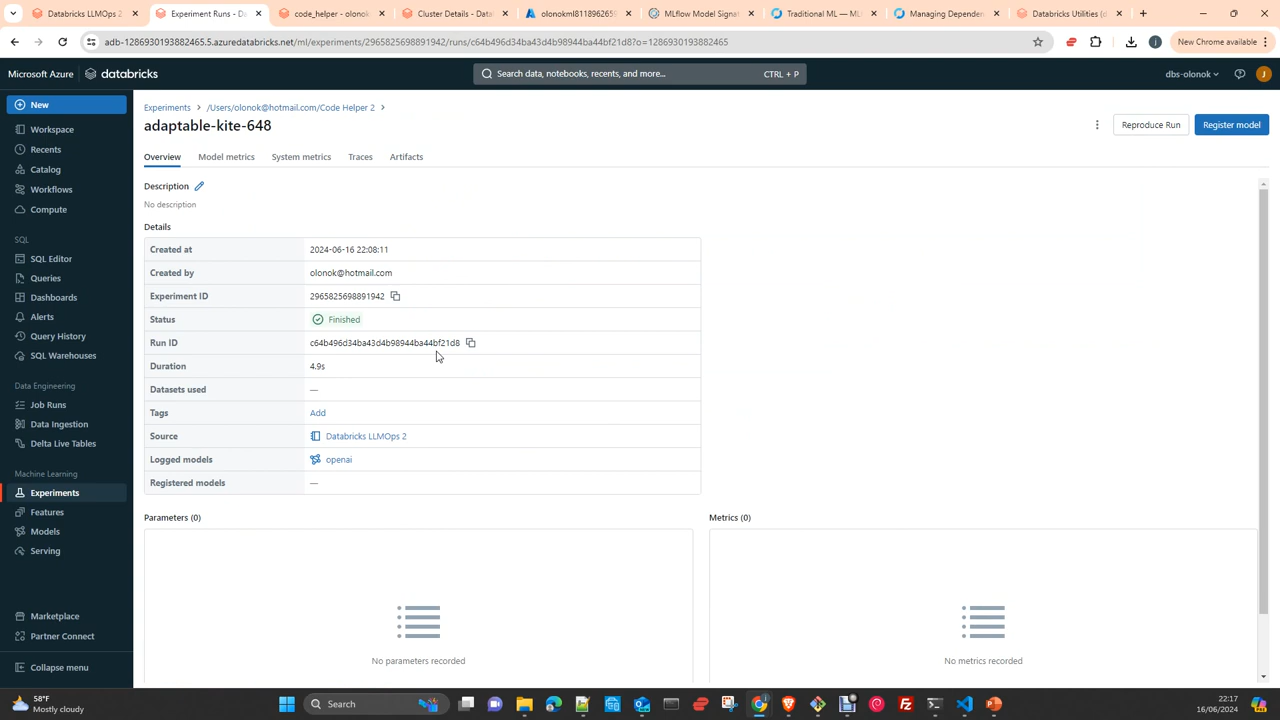 Databricks LLMOps 2
Experiment Runs - Da
code_helper - olonok
Cluster Details - Data
olonokml8118962659
MLflow Model Signat
Traditional ML — ML
Managing Dependen
Databricks Utilities (d
adb-1286930193882465.5.azuredatabricks.net/ml/experiments/2965825698891942/runs/c64b496d34ba43d4b98944ba44bf21d8?o=1286930193882465
New Chrome available
Microsoft Azure
databricks
Search data, notebooks, recents, and more...
CTRL + P
dbs-olonok
J
New
Workspace
Recents
Catalog
Workflows
Compute
SQL
SQL Editor
Queries
Dashboards
Alerts
Query History
SQL Warehouses
Data Engineering
Job Runs
Data Ingestion
Delta Live Tables
Machine Learning
Experiments
Features
Models
Serving
Marketplace
Partner Connect
Collapse menu
Experiments > /Users/olonok@hotmail.com/Code Helper 2 >
adaptable-kite-648
Reproduce Run
Register model
Overview
Model metrics
System metrics
Traces
Artifacts
Description
No description
Details
Created at 2024-06-16 22:08:11
Created by olonok@hotmail.com
Experiment ID 2965825698891942
Status Finished
Run ID c64b496d34ba43d4b98944ba44bf21d8
Duration 4.9s
Datasets used —
Tags Add
Source Databricks LLMOps 2
Logged models openai
Registered models —
Parameters (0)
No parameters recorded
Metrics (0)
No metrics recorded
58°F
Mostly cloudy
Search
22:17
16/06/2024